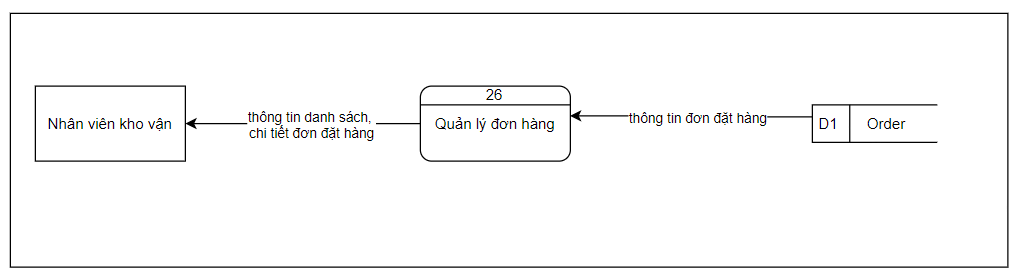 26
Nhân viên kho vận
thông tin danh sách,
chi tiết đơn đặt hàng
Quản lý đơn hàng
thông tin đơn đặt hàng
D1
Order